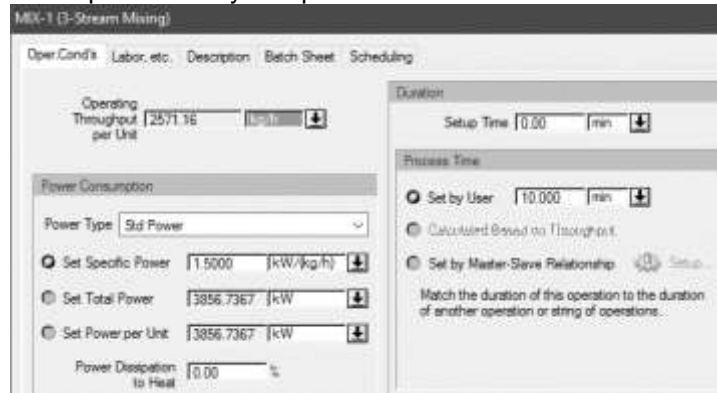 MIX-1 (3-Stream Mixing)
Oper.Cond's Labor, etc. Description Batch Sheet Scheduling
Operating
Throughput 2571.16 kg/h
per Unit
Power Consumption
Power Type Std Power
Set Specific Power 1.5000 kW/(kg/h)
Set Total Power 3856.7367 kW
Set Power per Unit 3856.7367 kW
Power Dissipation 0.00 %
to Heat
Duration
Setup Time 0.00 min
Process Time
Set by User 10.000 min
Calculated Based on Throughput
Set by Master-Slave Relationship Setup...
Match the duration of this operation to the duration
of another operation or string of operations.